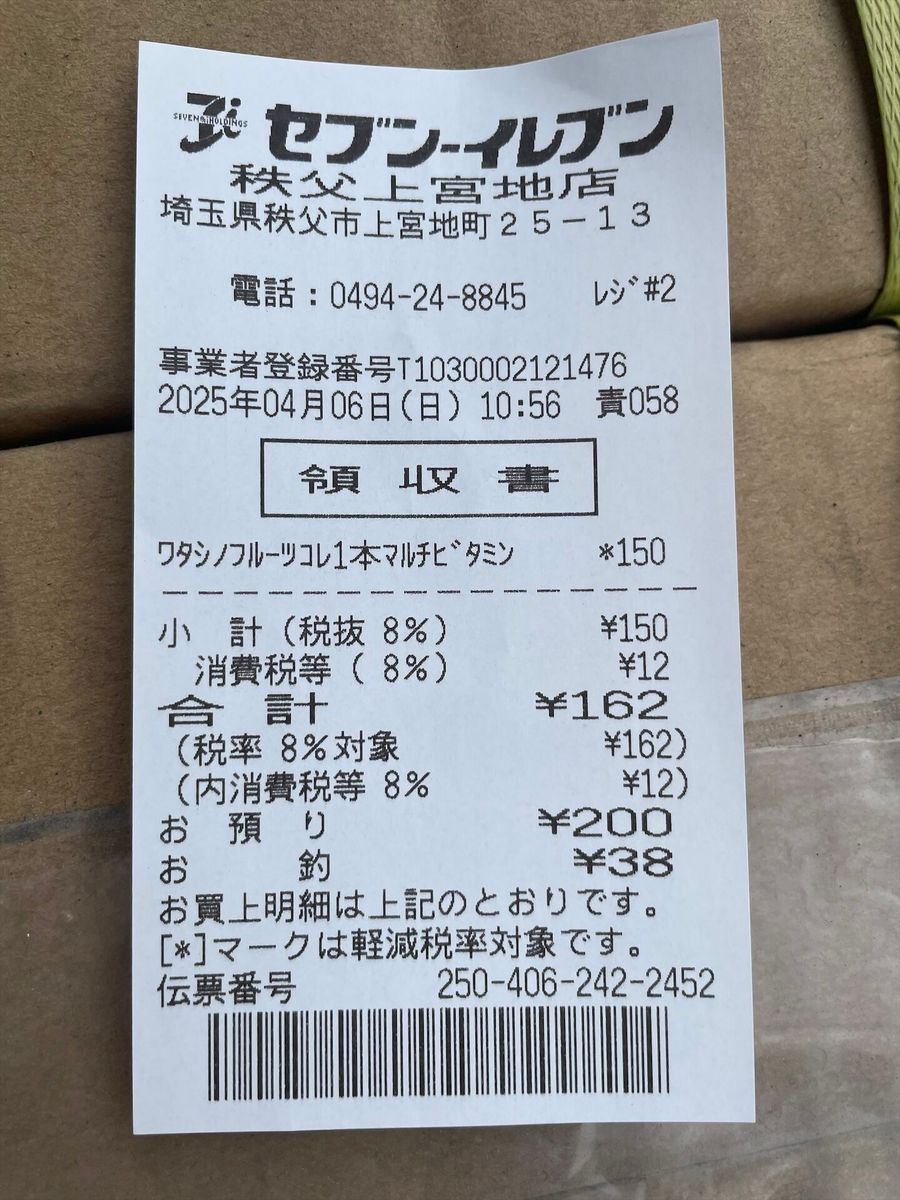 SEVEN&i HOLDINGS
セブン-イレブン
秩父上宮地店
埼玉県秩父市上宮地町25-13
電話:0494-24-8845 レジ#2
事業者登録番号T1030002121476
2025年04月06日(日) 10:56 責058
領収書
ワタシノフルーツコレ1本マルチビタミン *150
小計(税抜 8%) ¥150
消費税等( 8%) ¥12
合計 ¥162
(税率 8%対象 ¥162)
(内消費税等 8% ¥12)
お預り ¥200
お釣 ¥38
お買上明細は上記のとおりです。
[*]マークは軽減税率対象です。
伝票番号 250-406-242-2452